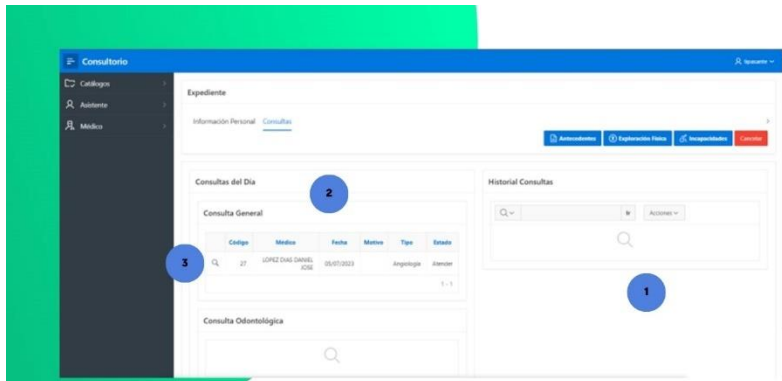 Consultorio
tipasante
Catálogos
Asistente
Médico
Expediente
Información Personal Consultas
Antecedentes Exploración Física Incapacidades Cancelar
Consultas del Dia
2
Historial Consultas
Consulta General
Ir Acciones
Código Médico Fecha Motivo Tipo Estado
3
27 LOPEZ DIAS DANIEL JOSE 05/07/2023 Angiología Atender
1 - 1
1
Consulta Odontológica